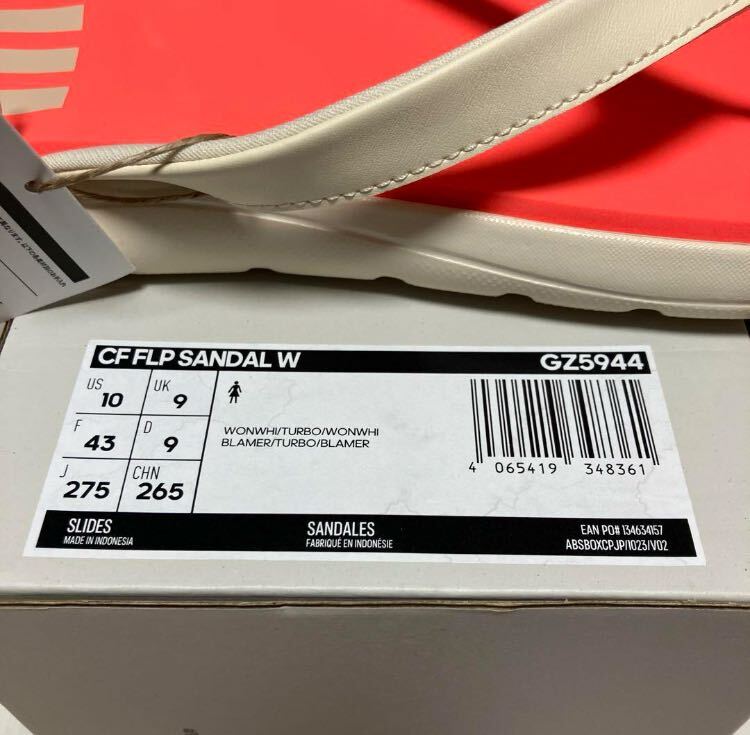 CF FLP SANDAL W GZ5944
US 10 UK 9
F 43 D 9
J 275 CHN 265
WONWHI/TURBO/WONWHI
BLAMER/TURBO/BLAMER
4 065419 348361
SLIDES
MADE IN INDONESIA
SANDALES
FABRIQUÉ EN INDONÉSIE
EAN PO# 134634157
ABSBOXCPJP/1023/V02